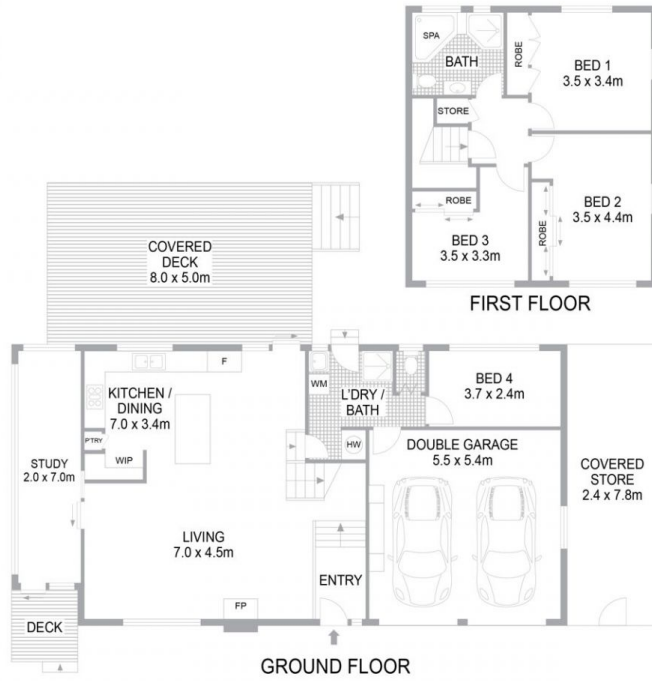 SPA
BATH
ROBE
BED 1
3.5 x 3.4m
STORE
ROBE
BED 2
3.5 x 4.4m
ROBE
BED 3
3.5 x 3.3m
FIRST FLOOR
COVERED
DECK
8.0 x 5.0m
F
KITCHEN /
DINING
7.0 x 3.4m
P'TRY
WIP
WM
L'DRY /
BATH
HW
BED 4
3.7 x 2.4m
DOUBLE GARAGE
5.5 x 5.4m
STUDY
2.0 x 7.0m
COVERED
STORE
2.4 x 7.8m
LIVING
7.0 x 4.5m
ENTRY
FP
DECK
GROUND FLOOR